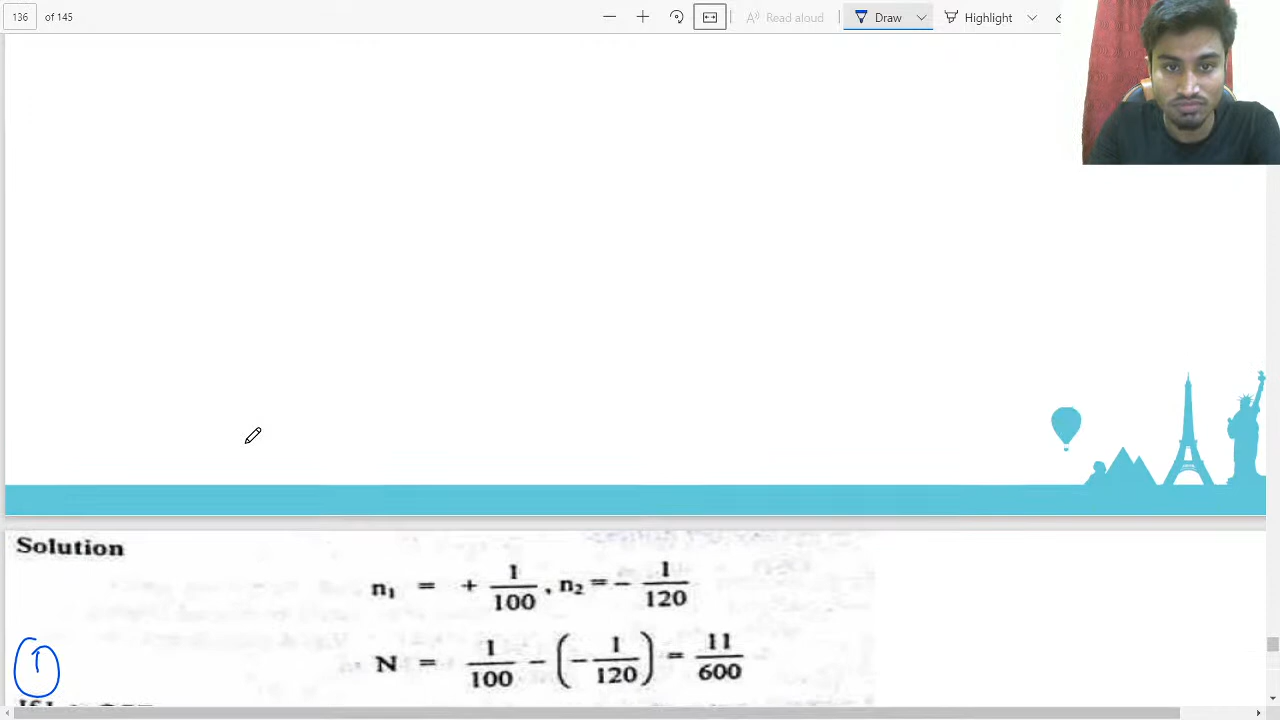 136 of 145 Read aloud Draw Highlight
Solution
n₁ = + 1/100 , n₂ = - 1/120
N = 1/100 - (- 1/120) = 11/600
1